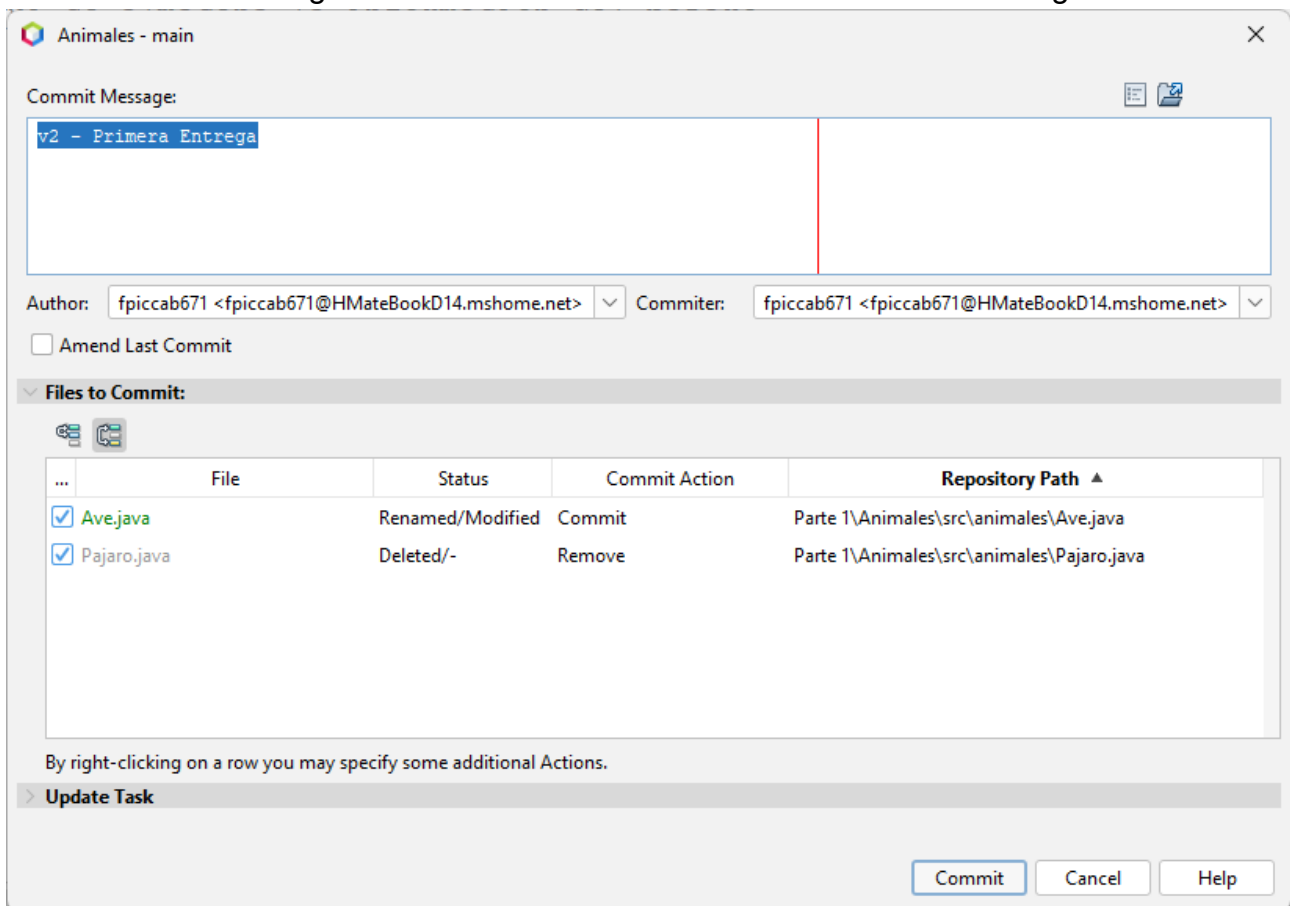 Animales - main
Commit Message:
v2 - Primera Entrega
Author: fpiccab671 <fpiccab671@HMateBookD14.mshome.net> Commiter: fpiccab671 <fpiccab671@HMateBookD14.mshome.net>
Amend Last Commit
Files to Commit:
... File Status Commit Action Repository Path ▲
Ave.java Renamed/Modified Commit Parte 1\Animales\src\animales\Ave.java
Pajaro.java Deleted/- Remove Parte 1\Animales\src\animales\Pajaro.java
By right-clicking on a row you may specify some additional Actions.
Update Task
Commit Cancel Help